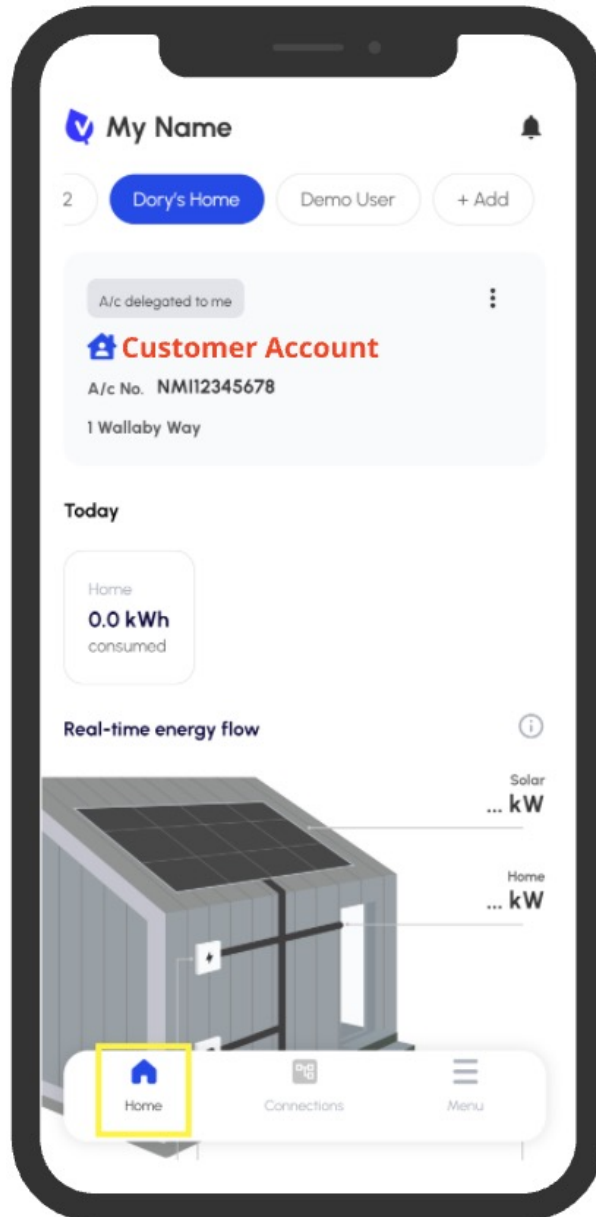 My Name
2 Dory's Home Demo User + Add
A/c delegated to me
Customer Account
A/c No. NMI12345678
1 Wallaby Way
Today
Home
0.0 kWh
consumed
Real-time energy flow
Solar
... kW
Home
... kW
Home Connections Menu